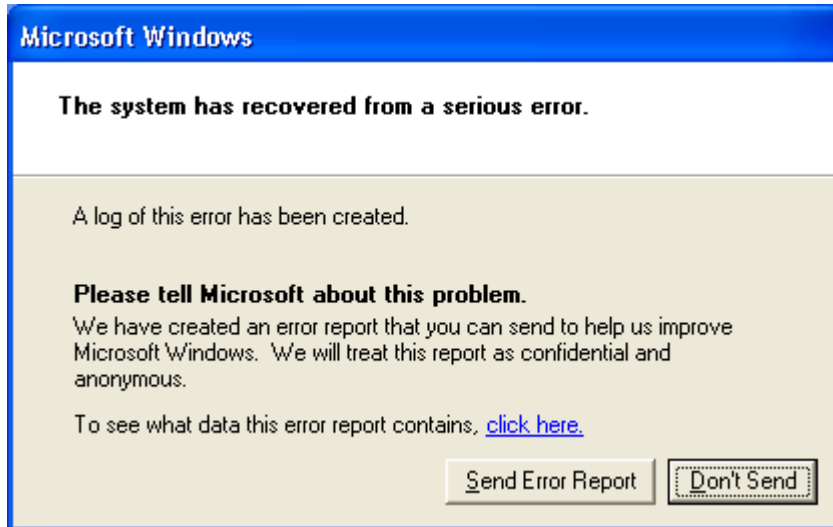 Microsoft Windows
The system has recovered from a serious error.
A log of this error has been created.
Please tell Microsoft about this problem.
We have created an error report that you can send to help us improve
Microsoft Windows.  We will treat this report as confidential and
anonymous.
To see what data this error report contains, click here.
Send Error Report Don't Send